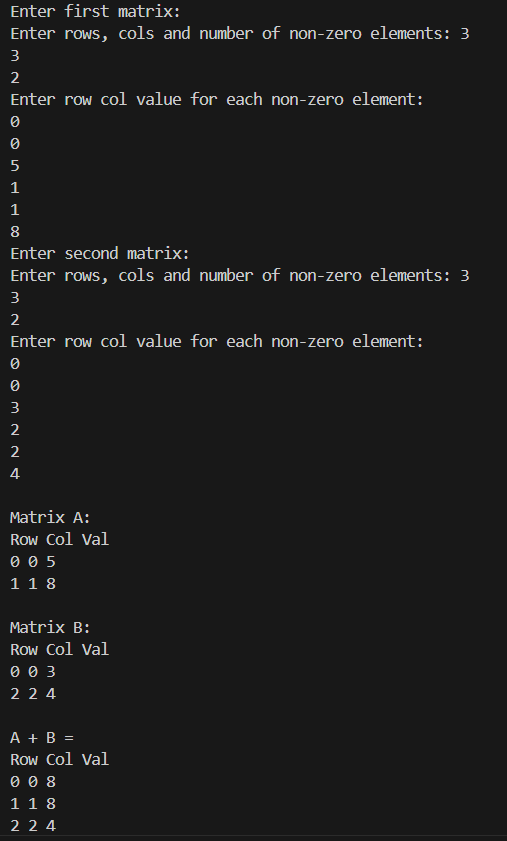 Enter first matrix:
Enter rows, cols and number of non-zero elements: 3
3
2
Enter row col value for each non-zero element:
0
0
5
1
1
8
Enter second matrix:
Enter rows, cols and number of non-zero elements: 3
3
2
Enter row col value for each non-zero element:
0
0
3
2
2
4
Matrix A:
Row Col Val
0 0 5
1 1 8
Matrix B:
Row Col Val
0 0 3
2 2 4
A + B =
Row Col Val
0 0 8
1 1 8
2 2 4